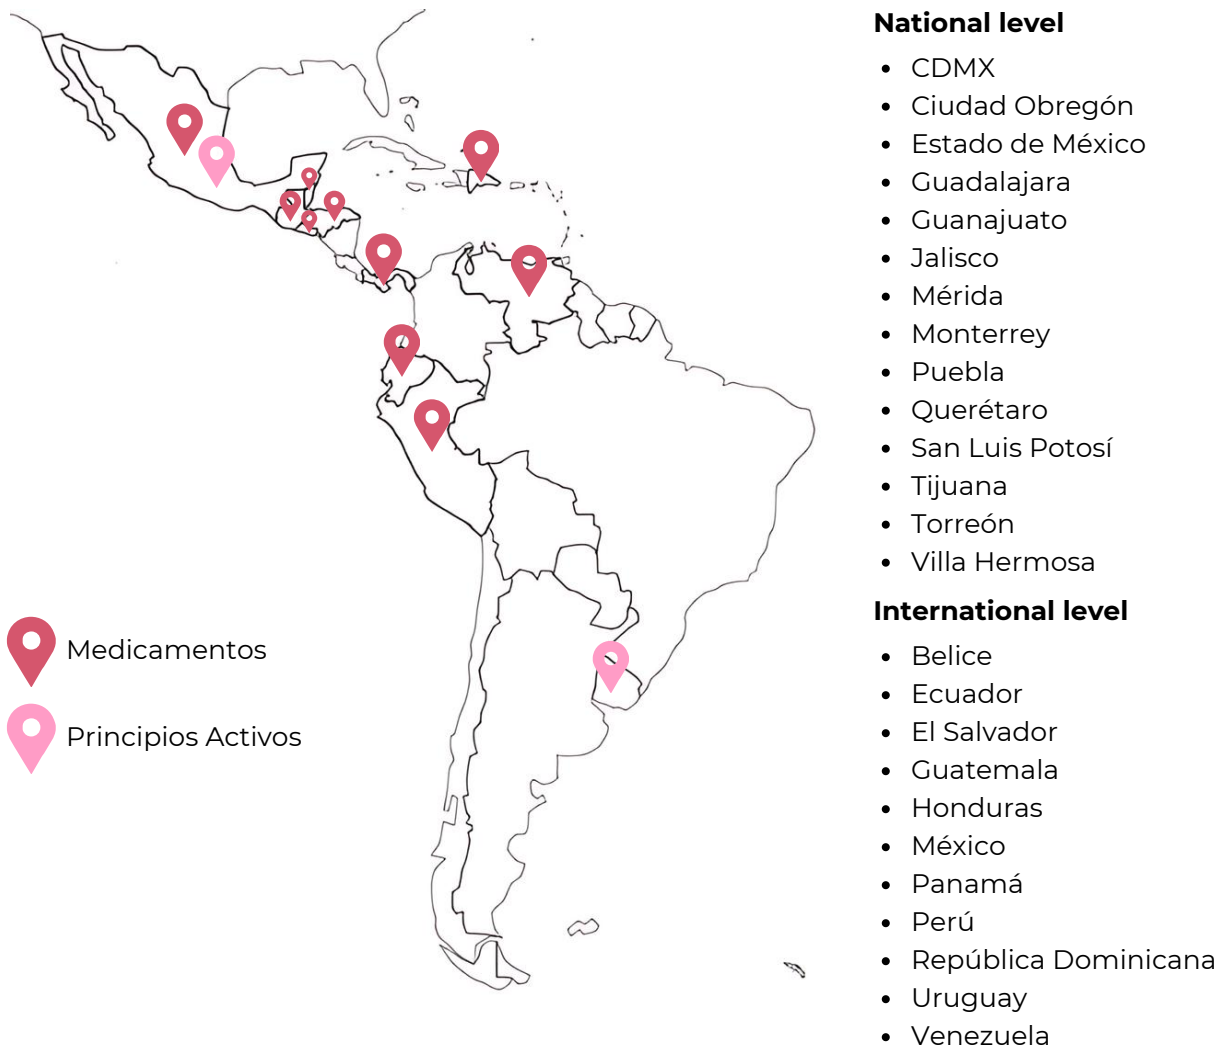 National level
• CDMX
• Ciudad Obregón
• Estado de México
• Guadalajara
• Guanajuato
• Jalisco
• Mérida
• Monterrey
• Puebla
• Querétaro
• San Luis Potosí
• Tijuana
• Torreón
• Villa Hermosa
International level
• Belice
• Ecuador
• El Salvador
• Guatemala
• Honduras
• México
• Panamá
• Perú
• República Dominicana
• Uruguay
• Venezuela
Medicamentos
Principios Activos